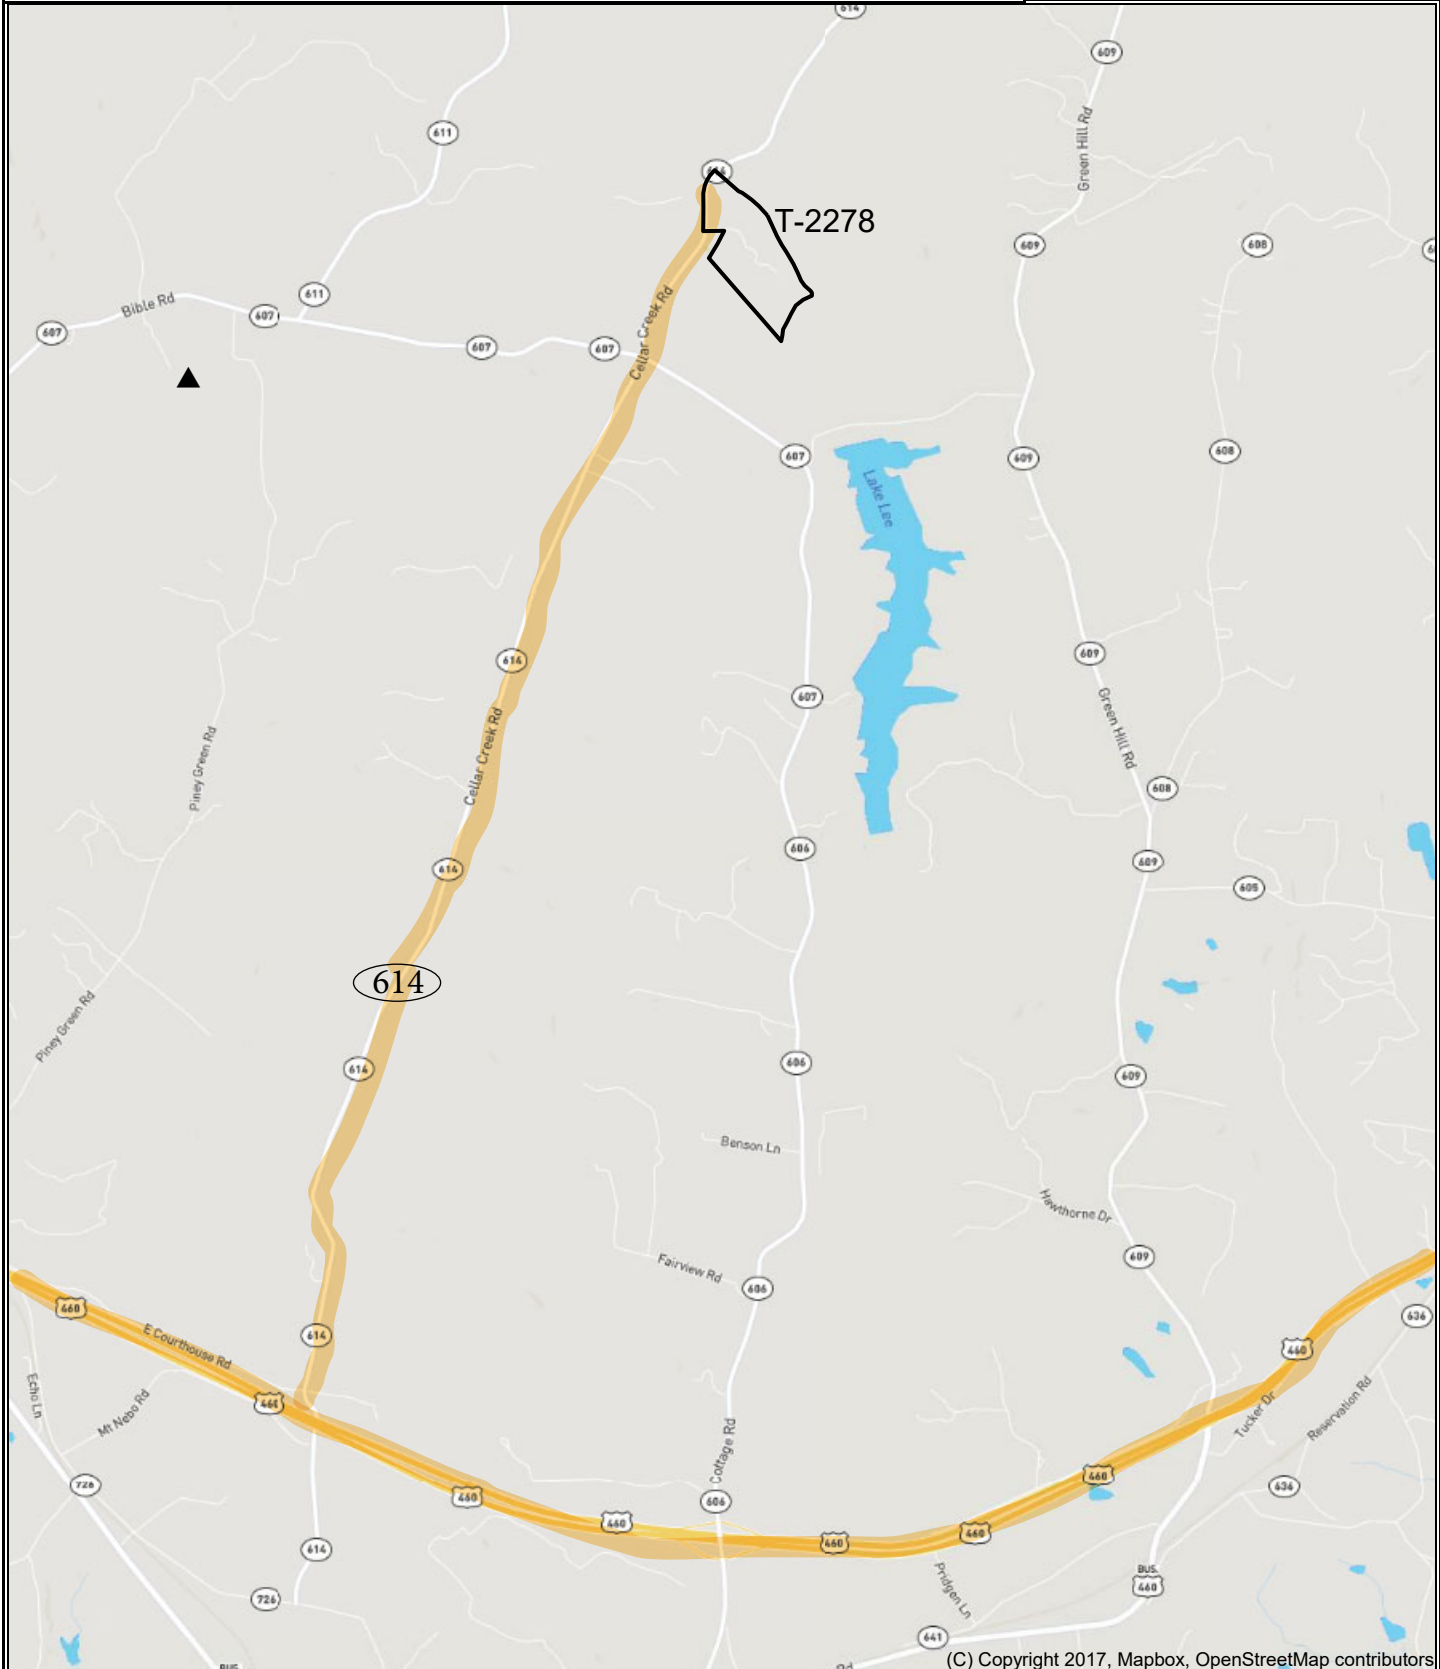 614
609
611
Green Hill Rd
T-2278
609
608
611
Bible Rd
607
607
607
607
Cellar Creek Rd
607
609
608
Lake Lee
614
609
607
Green Hill Rd
Cellar Creek Rd
Piney Green Rd
608
606
609
614
605
614
Piney Green Rd
614
606
609
Benson Ln
Hawthorne Dr
609
Fairview Rd
606
460
636
614
E Courthouse Rd
460
Echo Ln
Mt Nebo Rd
460
Tucker Dr
Reservation Rd
Cottage Rd
726
460
460
606
636
460
460
460
614
Pridgen Ln
BUS.
460
726
641
(C) Copyright 2017, Mapbox, OpenStreetMap contributors